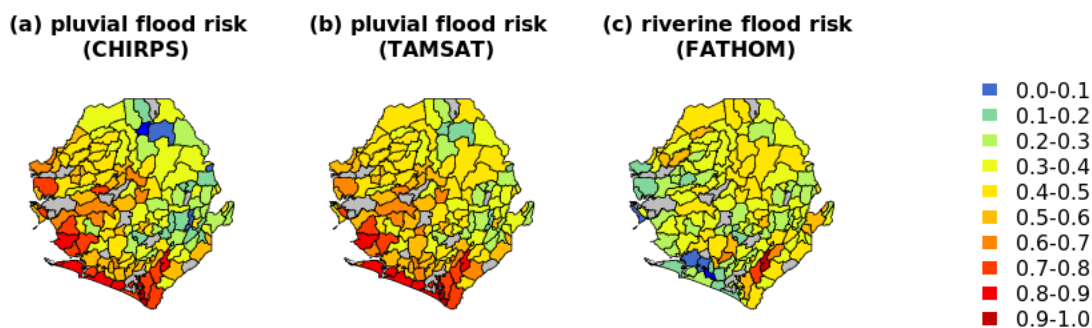 (a) pluvial flood risk
(CHIRPS)
(b) pluvial flood risk
(TAMSAT)
(c) riverine flood risk
(FATHOM)
0.0-0.1
0.1-0.2
0.2-0.3
0.3-0.4
0.4-0.5
0.5-0.6
0.6-0.7
0.7-0.8
0.8-0.9
0.9-1.0